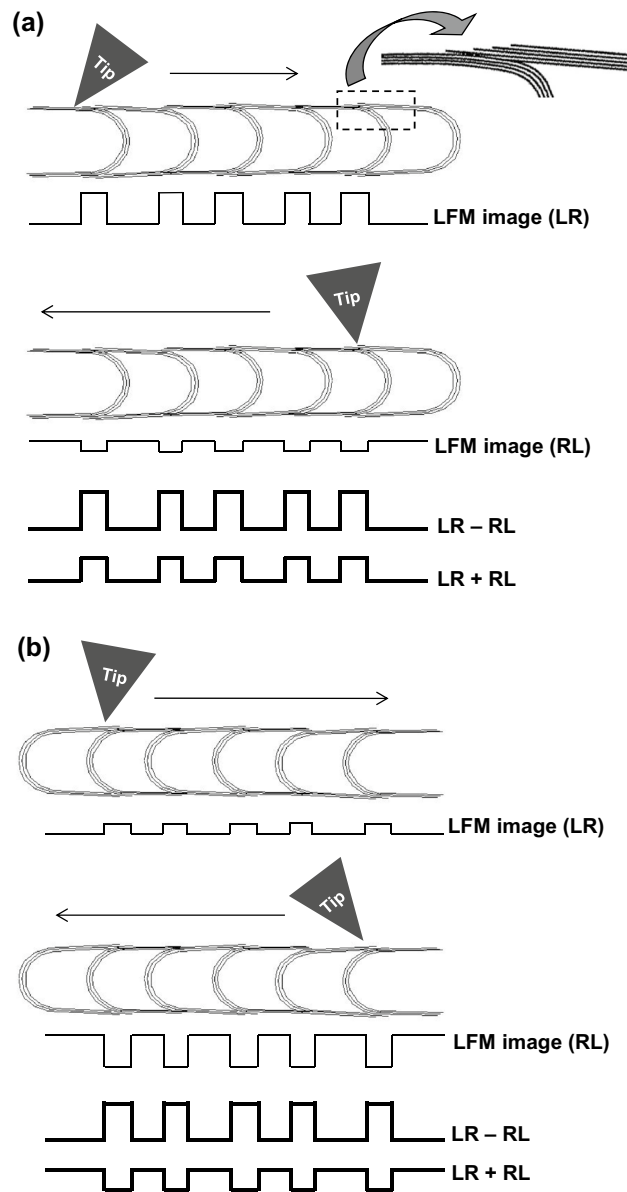 (a)
Tip
LFM image (LR)
Tip
LFM image (RL)
LR – RL
LR + RL
(b)
Tip
LFM image (LR)
Tip
LFM image (RL)
LR – RL
LR + RL